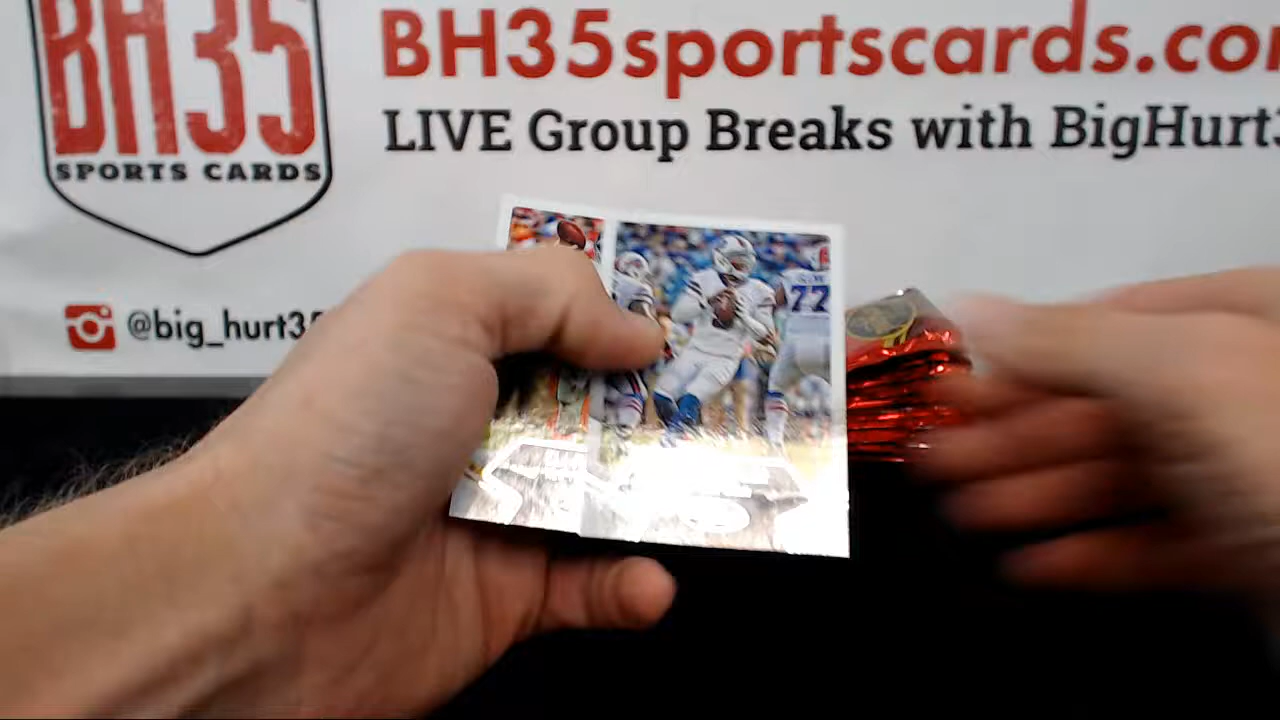 BH35
SPORTS CARDS
BH35sportscards.co
LIVE Group Breaks with BigHurt
@big_hurt3
77